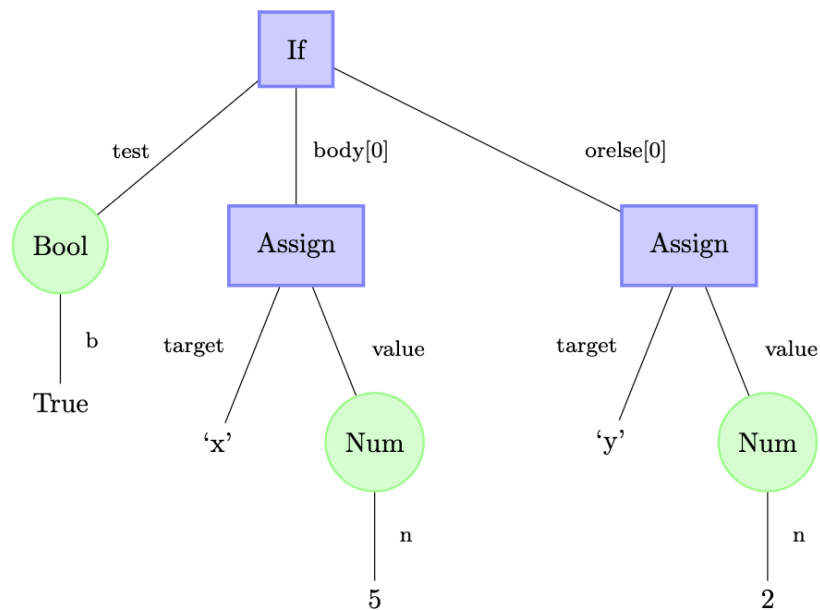 If
test
body[0]
orelse[0]
Bool
Assign
Assign
b
target
value
target
value
True
‘x’
Num
‘y’
Num
n
n
5
2